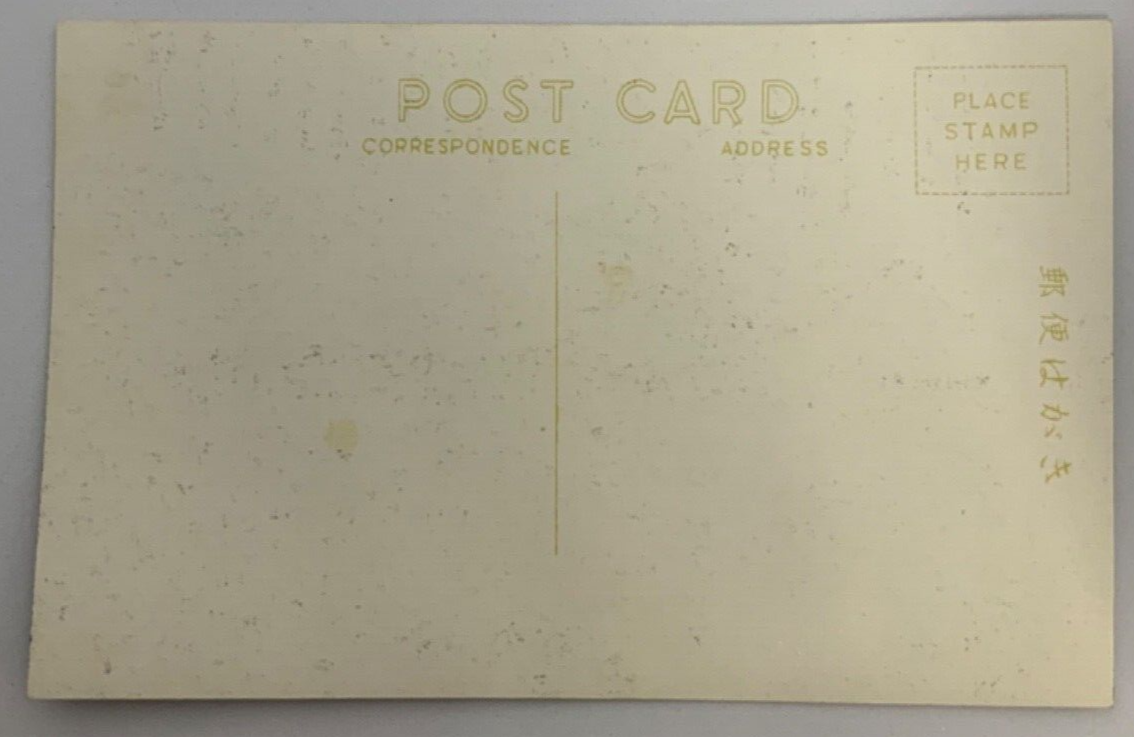 POST CARD
CORRESPONDENCE
ADDRESS
PLACE
STAMP
HERE
郵便はがき